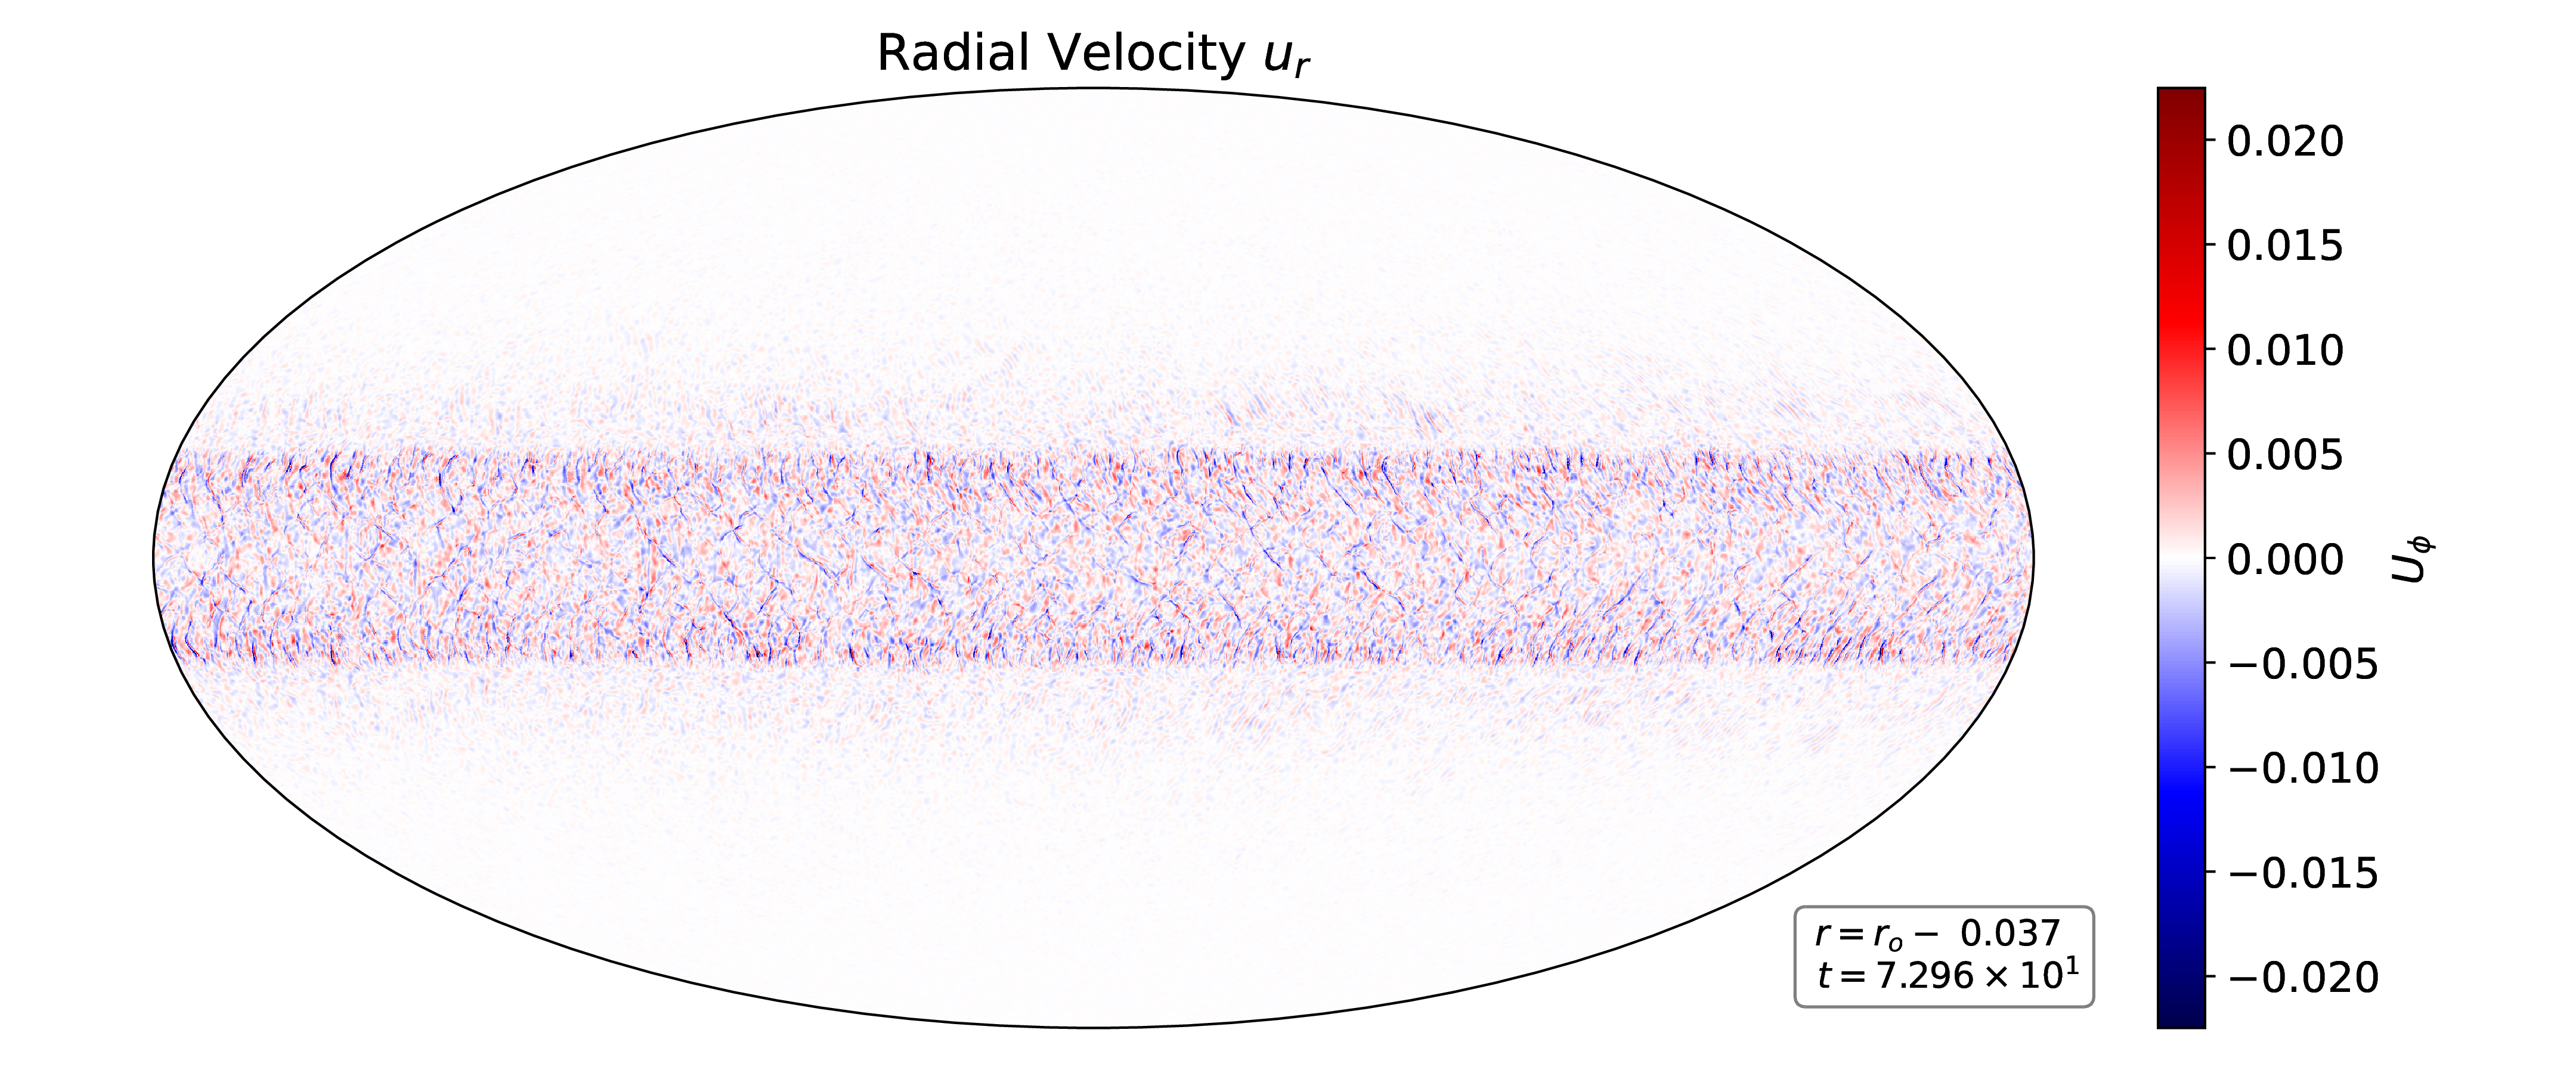 Radial Velocity u_r
0.020
0.015
0.010
0.005
0.000
−0.005
−0.010
−0.015
−0.020
U_ϕ
r = r_o − 0.037
t = 7.296 × 10^1